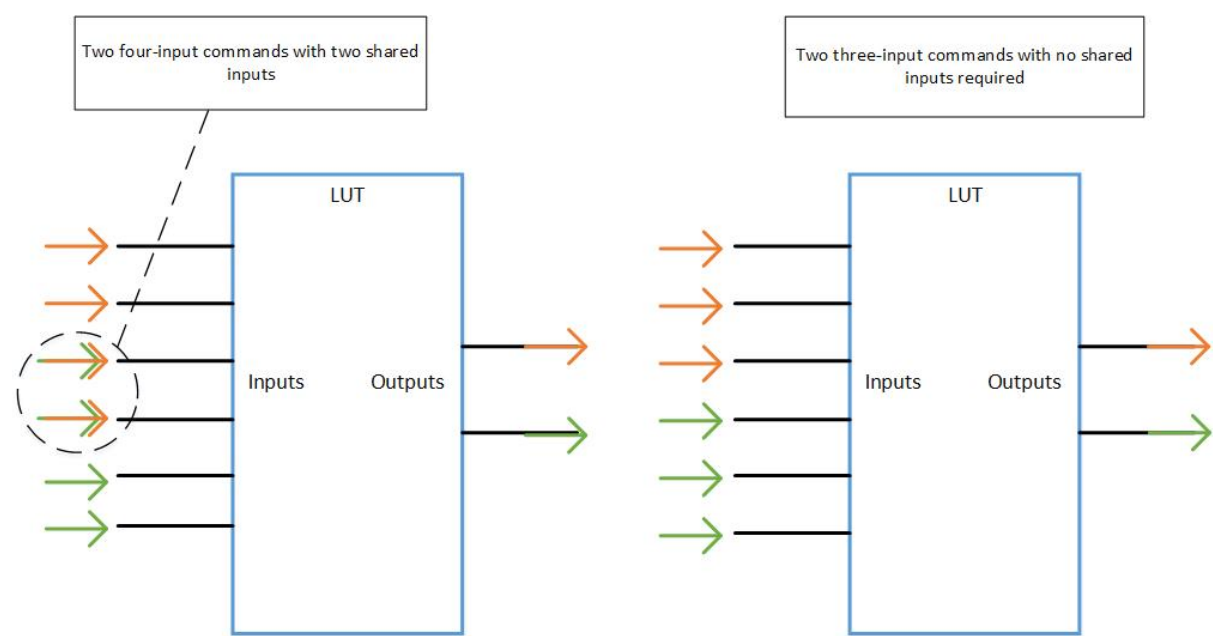 Two four-input commands with two shared
inputs
Two three-input commands with no shared
inputs required
LUT
Inputs
Outputs
LUT
Inputs
Outputs